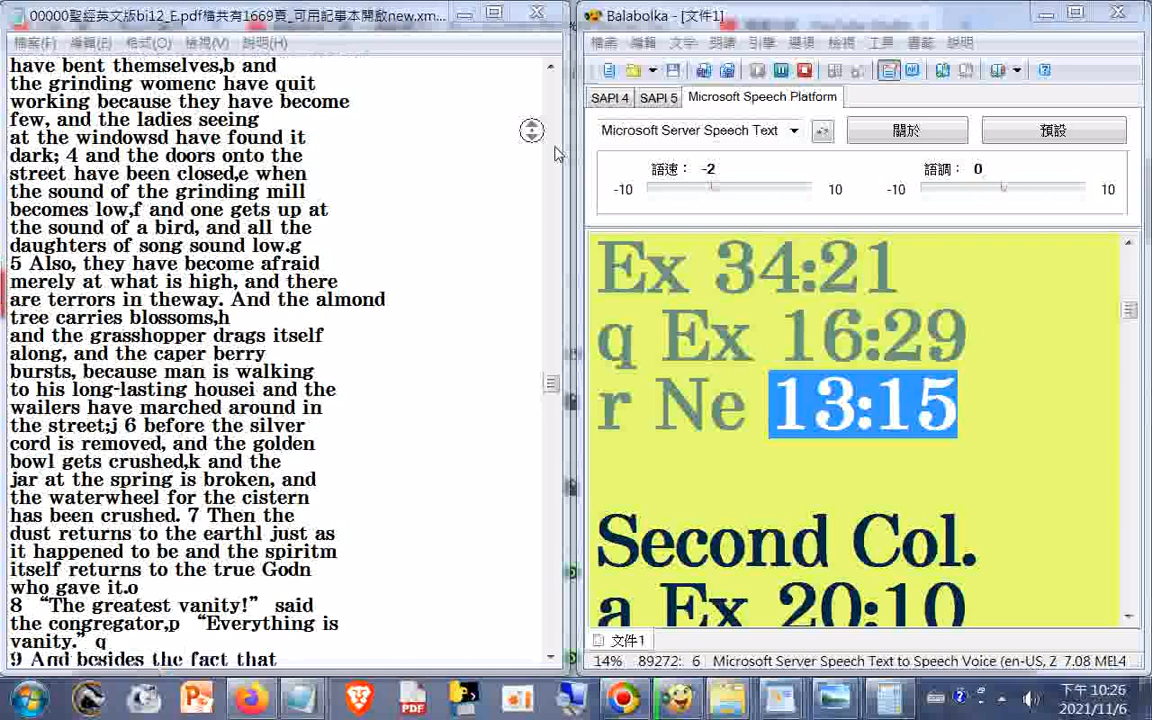 00000聖經英文版bi12_E.pdf檔共有1669頁_可用記事本開啟new.xm...
檔案(F) 編輯(E) 格式(O) 檢視(V) 說明(H)
have bent themselves,b and
the grinding womenc have quit
working because they have become
few, and the ladies seeing
at the windowsd have found it
dark; 4 and the doors onto the
street have been closed,e when
the sound of the grinding mill
becomes low,f and one gets up at
the sound of a bird, and all the
daughters of song sound low.g
5 Also, they have become afraid
merely at what is high, and there
are terrors in theway. And the almond
tree carries blossoms,h
and the grasshopper drags itself
along, and the caper berry
bursts, because man is walking
to his long-lasting housei and the
wailers have marched around in
the street;j 6 before the silver
cord is removed, and the golden
bowl gets crushed,k and the
jar at the spring is broken, and
the waterwheel for the cistern
has been crushed. 7 Then the
dust returns to the earthl just as
it happened to be and the spiritm
itself returns to the true Godn
who gave it.o
8 “The greatest vanity!” said
the congregator,p “Everything is
vanity.” q
9 And besides the fact that
Balabolka - [文件1]
檔案 編輯 文字 朗讀 引擎 選項 檢視 工具 書籤 說明
SAPI 4 SAPI 5 Microsoft Speech Platform
Microsoft Server Speech Text 關於 預設
語速： -2 語調： 0
-10 10 -10 10
Ex 34:21
q Ex 16:29
r Ne 13:15
Second Col.
a Ex 20:10
文件1
14% 89272: 6 Microsoft Server Speech Text to Speech Voice (en-US, Z 7.08 MEL4
PDF
下午 10:26
2021/11/6